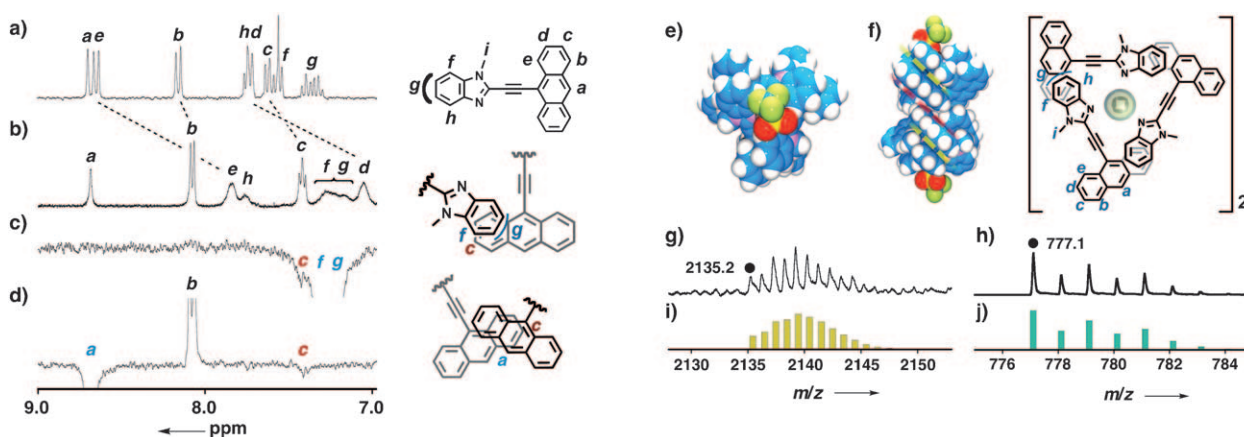 a)
a e b h d c f g
b)
a b e h c f g d
c)
c f g
d)
a b c
9.0 8.0 7.0
ppm
d c
e b
i
f N a
g
N
h
N
N
f g
c
c
a
e) f)
g h
f
i
N
N
N
N
N
N
e
d a
c b
2
g)
2135.2
i)
2130 2135 2140 2145 2150
m/z
h)
777.1
j)
776 778 780 782 784
m/z